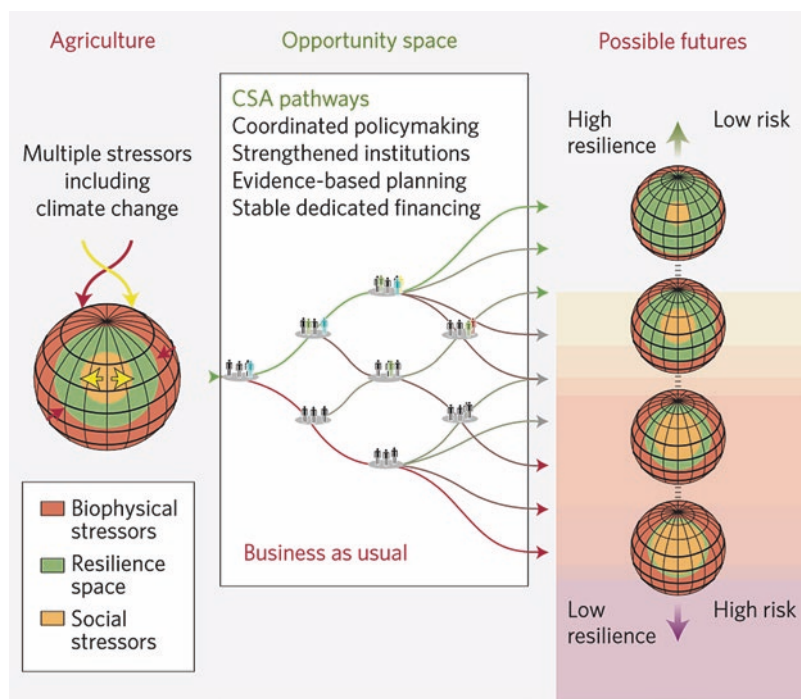 Agriculture
Opportunity space
Possible futures
Multiple stressors
including
climate change
CSA pathways
Coordinated policymaking
Strengthened institutions
Evidence-based planning
Stable dedicated financing
Business as usual
High
resilience
Low risk
Low
resilience
High risk
Biophysical
stressors
Resilience
space
Social
stressors